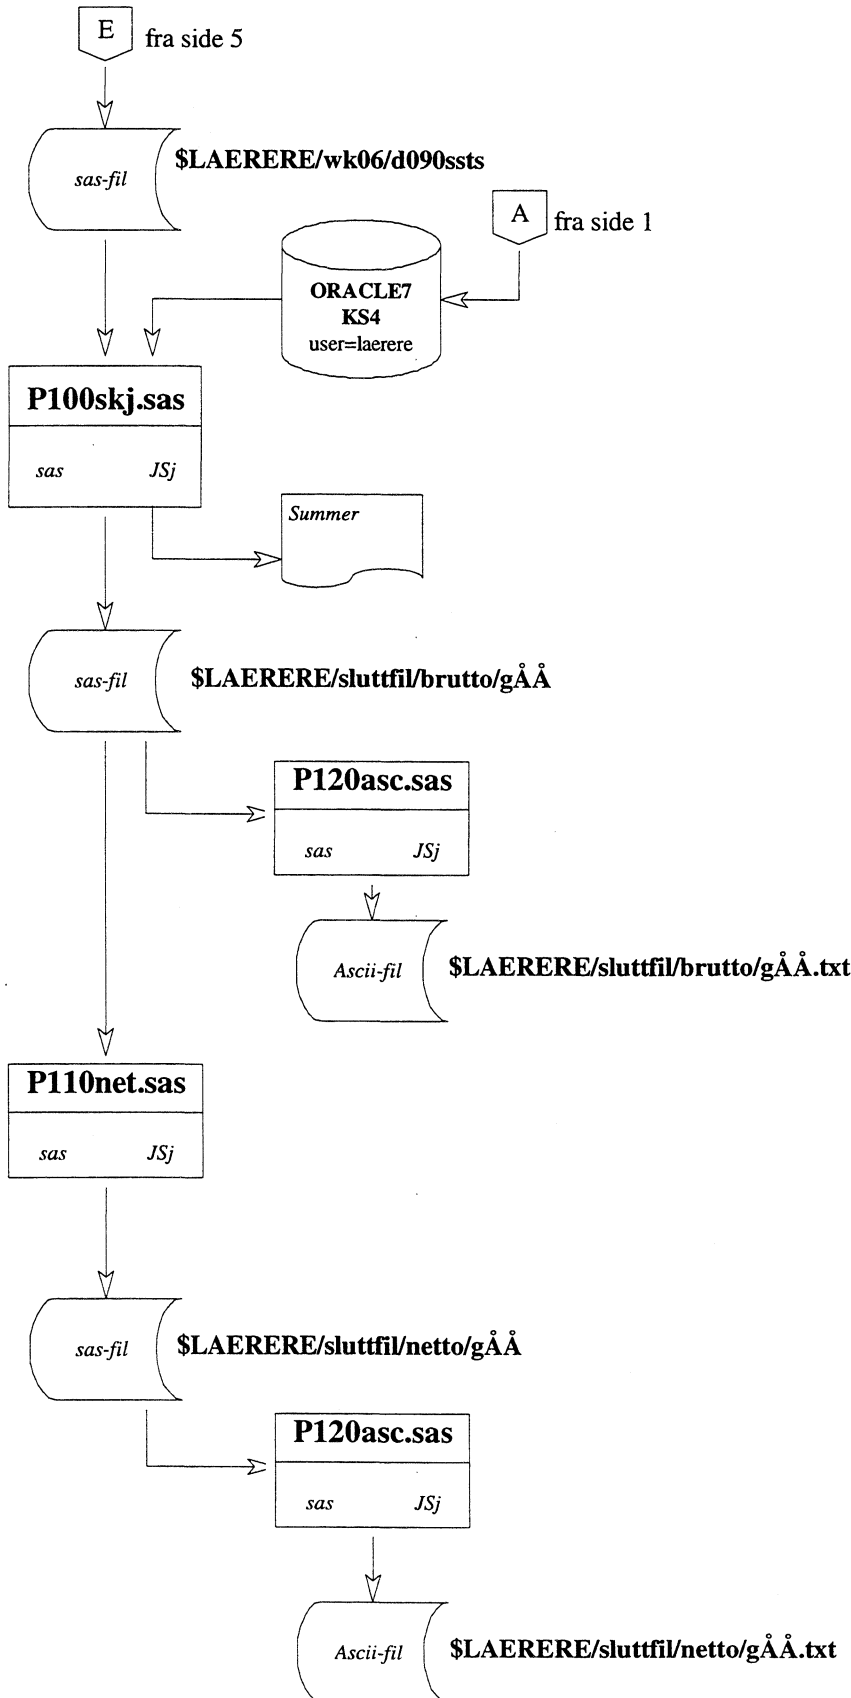 E
fra side 5
$LAERERE/wk06/d090ssts
sas-fil
A
fra side 1
ORACLE7
KS4
user=laerere
P100skj.sas
sas JSj
Summer
sas-fil
$LAERERE/sluttfil/brutto/gÅÅ
P120asc.sas
sas JSj
Ascii-fil
$LAERERE/sluttfil/brutto/gÅÅ.txt
P110net.sas
sas JSj
sas-fil
$LAERERE/sluttfil/netto/gÅÅ
P120asc.sas
sas JSj
Ascii-fil
$LAERERE/sluttfil/netto/gÅÅ.txt